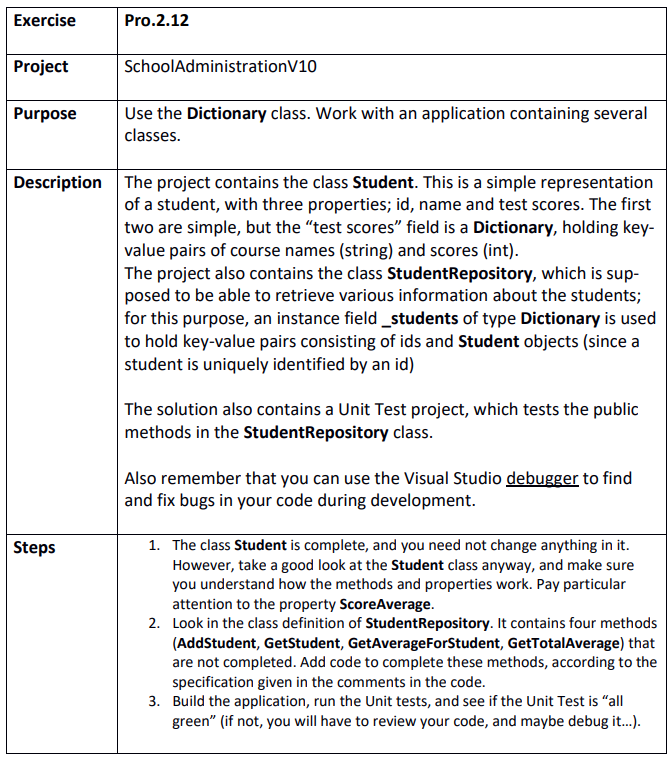 Exercise Pro.2.12
Project SchoolAdministrationV10
Purpose Use the Dictionary class. Work with an application containing several
classes.
Description The project contains the class Student. This is a simple representation
of a student, with three properties; id, name and test scores. The first
two are simple, but the “test scores” field is a Dictionary, holding key-
value pairs of course names (string) and scores (int).
The project also contains the class StudentRepository, which is sup-
posed to be able to retrieve various information about the students;
for this purpose, an instance field _students of type Dictionary is used
to hold key-value pairs consisting of ids and Student objects (since a
student is uniquely identified by an id)
The solution also contains a Unit Test project, which tests the public
methods in the StudentRepository class.
Also remember that you can use the Visual Studio debugger to find
and fix bugs in your code during development.
Steps 1. The class Student is complete, and you need not change anything in it.
However, take a good look at the Student class anyway, and make sure
you understand how the methods and properties work. Pay particular
attention to the property ScoreAverage.
2. Look in the class definition of StudentRepository. It contains four methods
(AddStudent, GetStudent, GetAverageForStudent, GetTotalAverage) that
are not completed. Add code to complete these methods, according to the
specification given in the comments in the code.
3. Build the application, run the Unit tests, and see if the Unit Test is “all
green” (if not, you will have to review your code, and maybe debug it…).